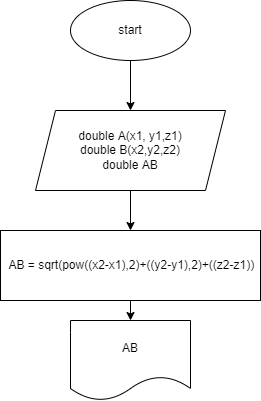 start
double A(x1, y1,z1)
double B(x2,y2,z2)
double AB
AB = sqrt(pow((x2-x1),2)+((y2-y1),2)+((z2-z1))
AB